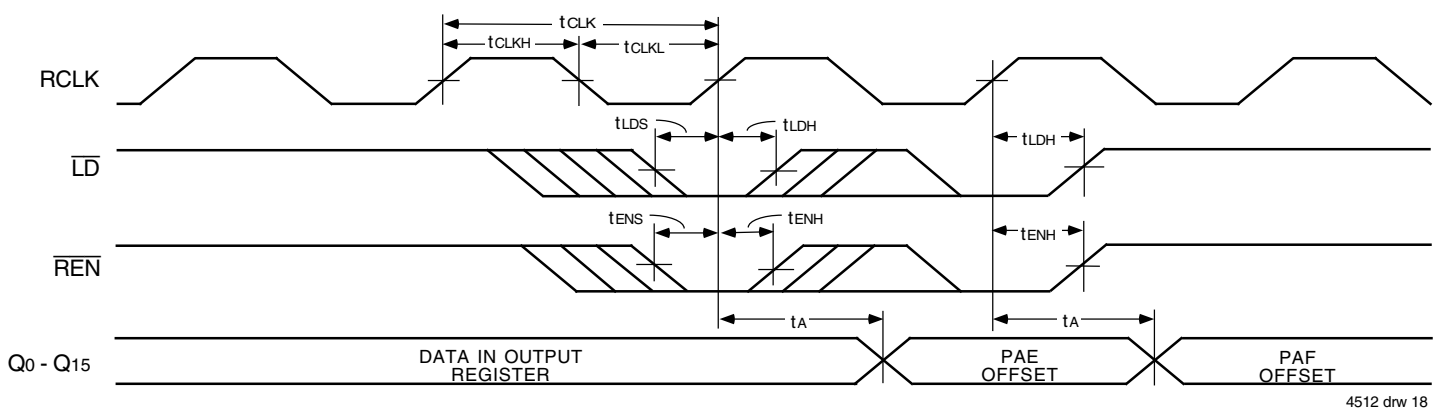 tCLK
tCLKH
tCLKL
RCLK
tLDS
tLDH
tLDH
LD
tENS
tENH
tENH
REN
tA
tA
Q0 - Q15
DATA IN OUTPUT
REGISTER
PAE
OFFSET
PAF
OFFSET
4512 drw 18